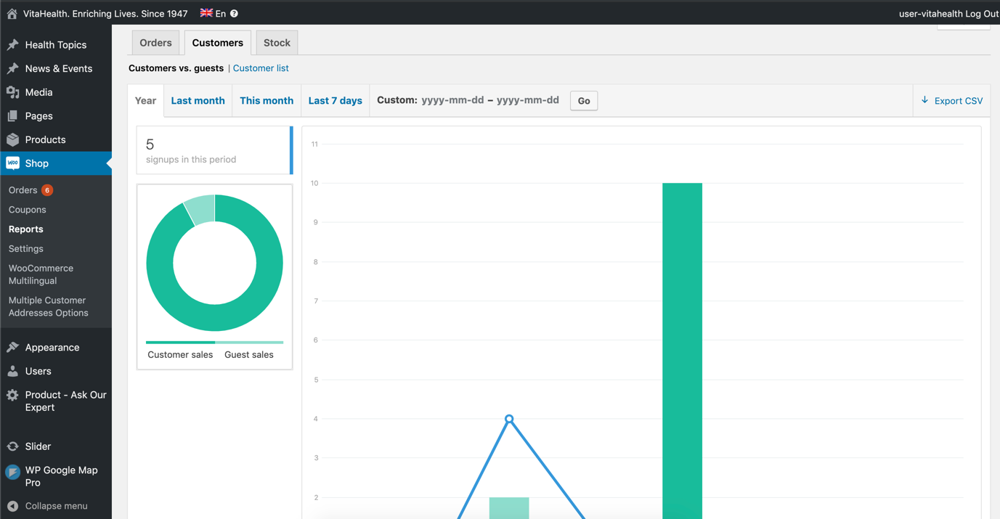 VitaHealth. Enriching Lives. Since 1947 En ? user-vitahealth Log Out
Health Topics
News & Events
Media
Pages
Products
woo Shop
Orders 6
Coupons
Reports
Settings
WooCommerce
Multilingual
Multiple Customer
Addresses Options
Appearance
Users
Product - Ask Our
Expert
Slider
WP Google Map
Pro
Collapse menu
Orders Customers Stock
Customers vs. guests | Customer list
Year Last month This month Last 7 days Custom: yyyy-mm-dd – yyyy-mm-dd Go Export CSV
5
signups in this period
Customer sales Guest sales
11
10
9
8
7
6
5
4
3
2